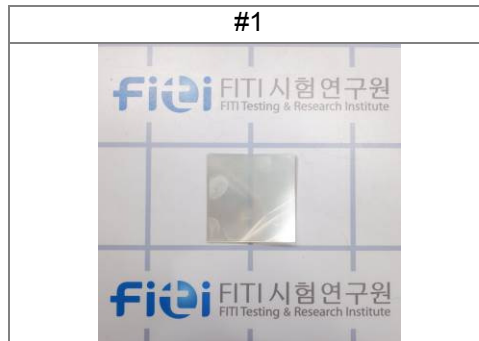 #1
FiTi FITI 시험연구원
FITI Testing & Research Institute
FiTi FITI 시험연구원
FITI Testing & Research Institute